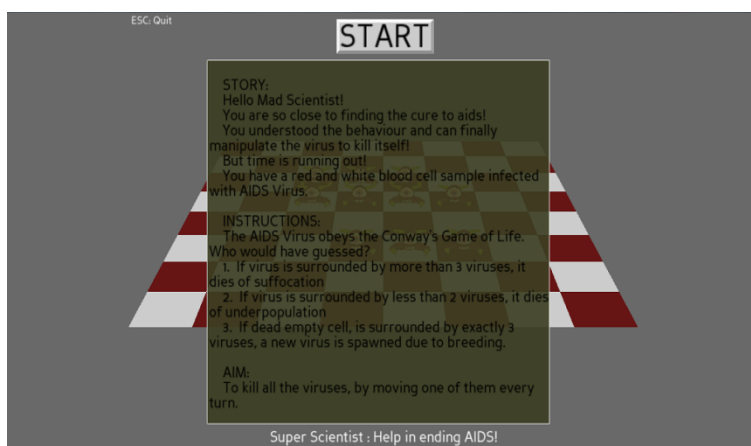 ESC: Quit
START
STORY:
Hello Mad Scientist!
You are so close to finding the cure to aids!
You understood the behaviour and can finally
manipulate the virus to kill itself!
But time is running out!
You have a red and white blood cell sample infected
with AIDS Virus.
INSTRUCTIONS:
The AIDS Virus obeys the Conway's Game of Life.
Who would have guessed?
1. If virus is surrounded by more than 3 viruses, it
dies of suffocation
2. If virus is surrounded by less than 2 viruses, it dies
of underpopulation
3. If dead empty cell, is surrounded by exactly 3
viruses, a new virus is spawned due to breeding.
AIM:
To kill all the viruses, by moving one of them every
turn.
Super Scientist : Help in ending AIDS!